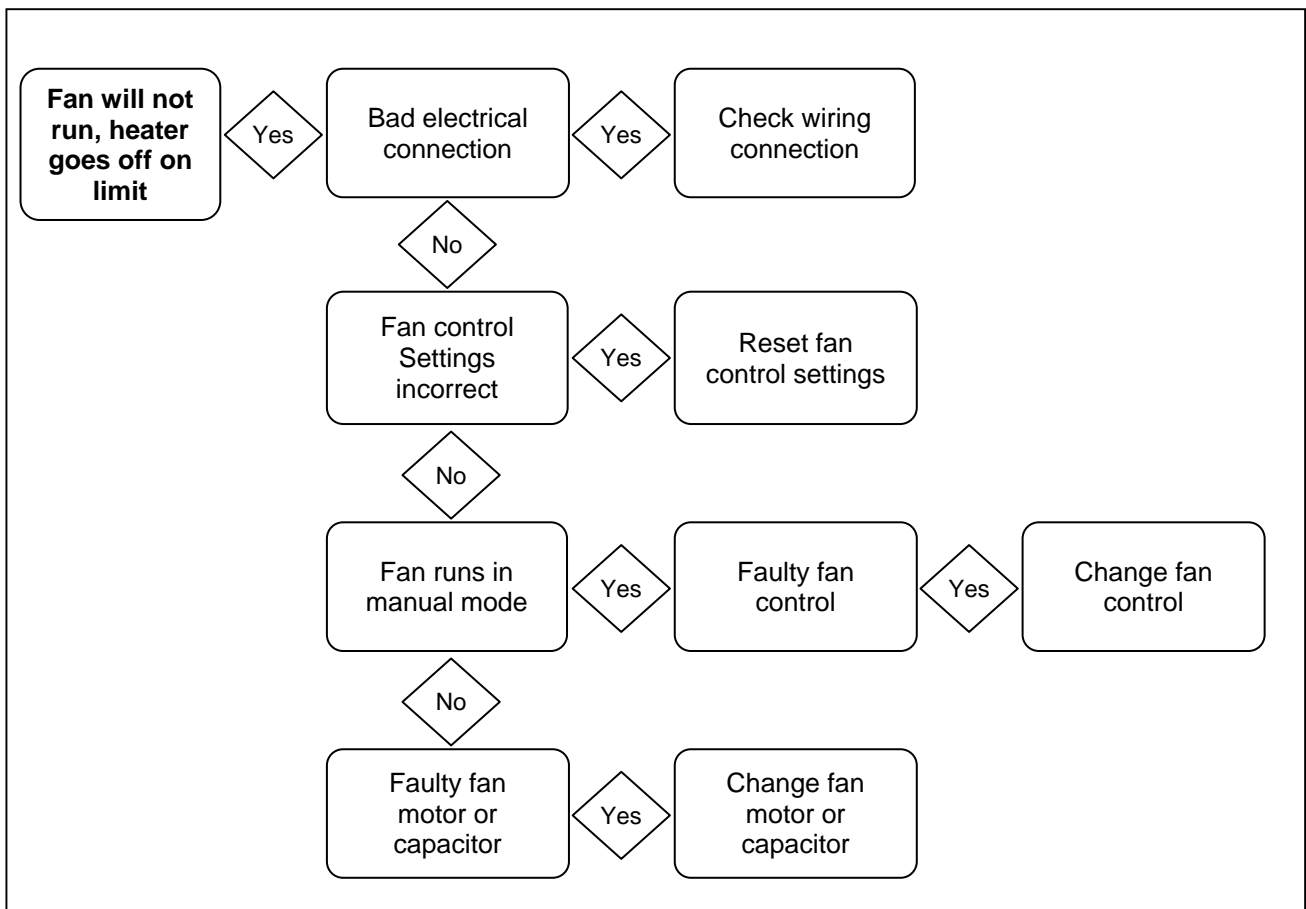 Fan will not
run, heater
goes off on
limit
Yes
Bad electrical
connection
Yes
Check wiring
connection
No
Fan control
Settings
incorrect
Yes
Reset fan
control settings
No
Fan runs in
manual mode
Yes
Faulty fan
control
Yes
Change fan
control
No
Faulty fan
motor or
capacitor
Yes
Change fan
motor or
capacitor